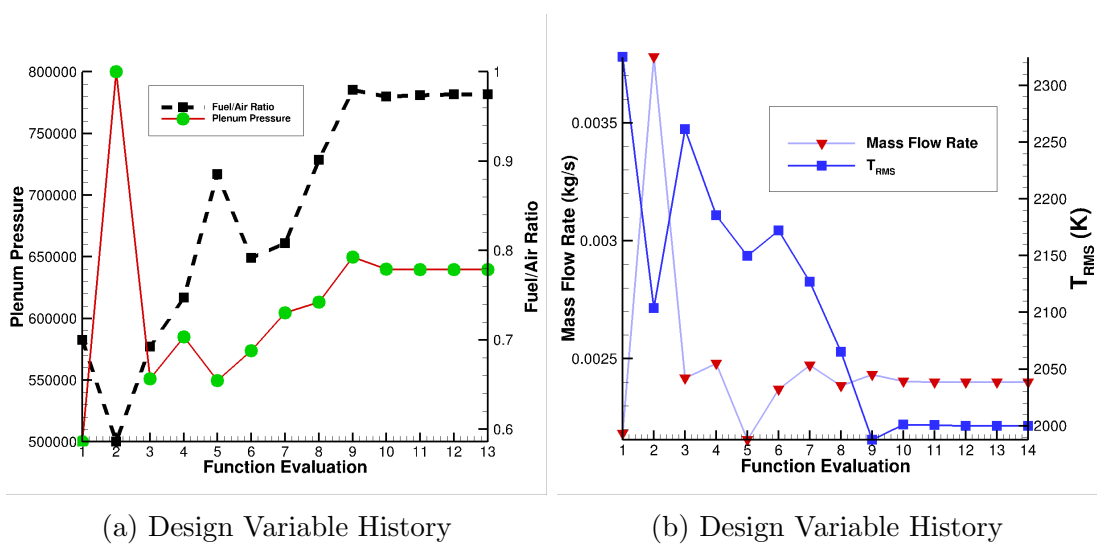 800000
750000
700000
650000
600000
550000
500000
Plenum Pressure
1
0.9
0.8
0.7
0.6
Fuel/Air Ratio
Fuel/Air Ratio
Plenum Pressure
1 2 3 4 5 6 7 8 9 10 11 12 13
Function Evaluation
(a) Design Variable History
0.0035
0.003
0.0025
Mass Flow Rate (kg/s)
2300
2250
2200
2150
2100
2050
2000
T_RMS (K)
Mass Flow Rate
T_RMS
1 2 3 4 5 6 7 8 9 10 11 12 13 14
Function Evaluation
(b) Design Variable History